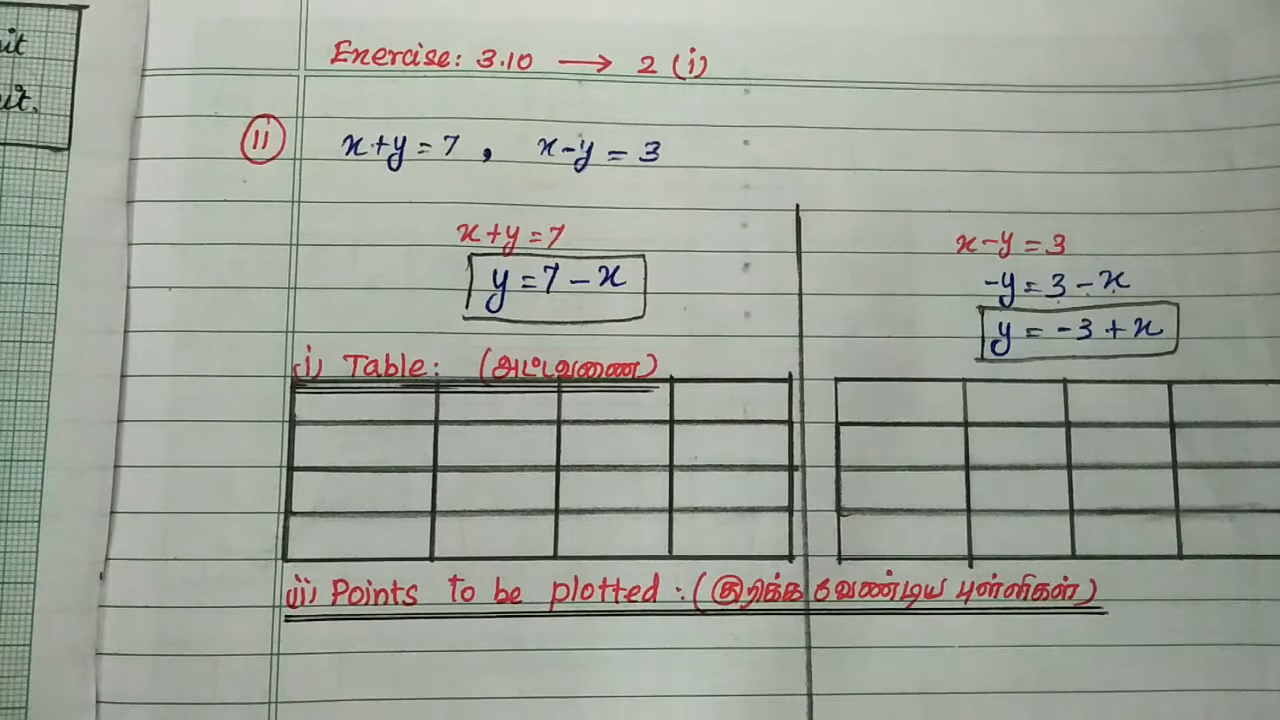 Exercise: 3.10 → 2 (i)
ii x+y=7 , x-y=3
x+y=7
y=7-x
x-y=3
-y=3-x
y=-3+x
(i) Table: (அட்டவணை)
(ii) Points to be plotted: (குறிக்க வேண்டிய புள்ளிகள்)